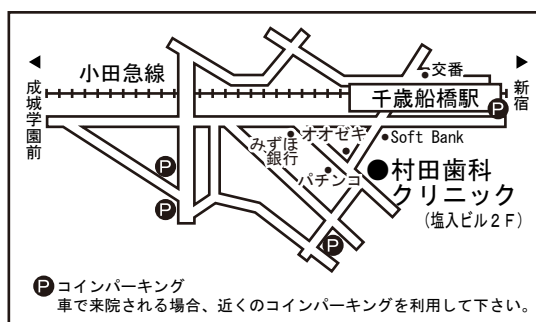 小田急線
成城学園前
新宿
交番
千歳船橋駅
P
みずほ
銀行
オオゼキ
Soft Bank
パチンコ
村田歯科
クリニック
(塩入ビル2F)
P
P
P
P コインパーキング
車で来院される場合、近くのコインパーキングを利用して下さい。